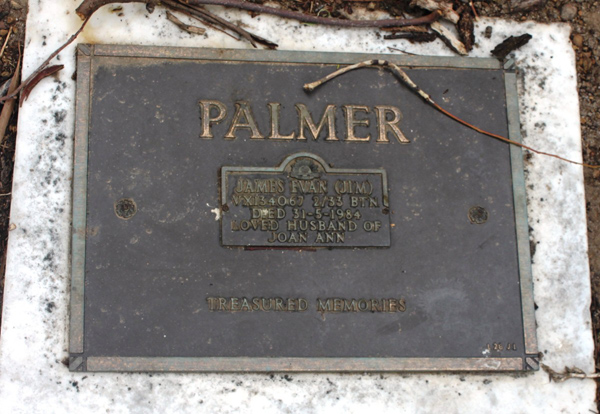 PALMER
JAMES EVAN (JIM)
VX134067 2/33 BTN
DIED 31-5-1984
LOVED HUSBAND OF
JOAN ANN
TREASURED MEMORIES